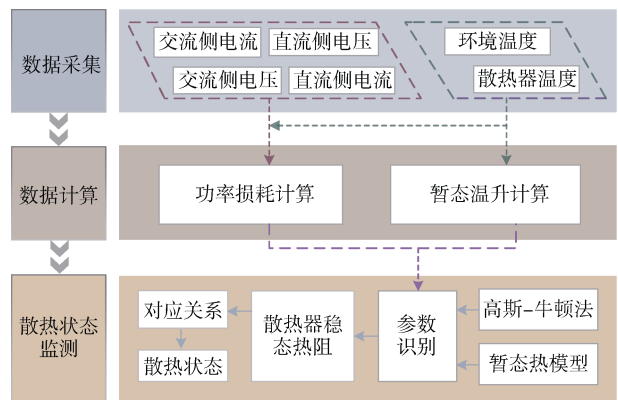 数据采集
交流侧电流
直流侧电压
交流侧电压
直流侧电流
环境温度
散热器温度
数据计算
功率损耗计算
暂态温升计算
散热状态
监测
对应关系
散热状态
散热器稳
态热阻
参数
识别
高斯-牛顿法
暂态热模型